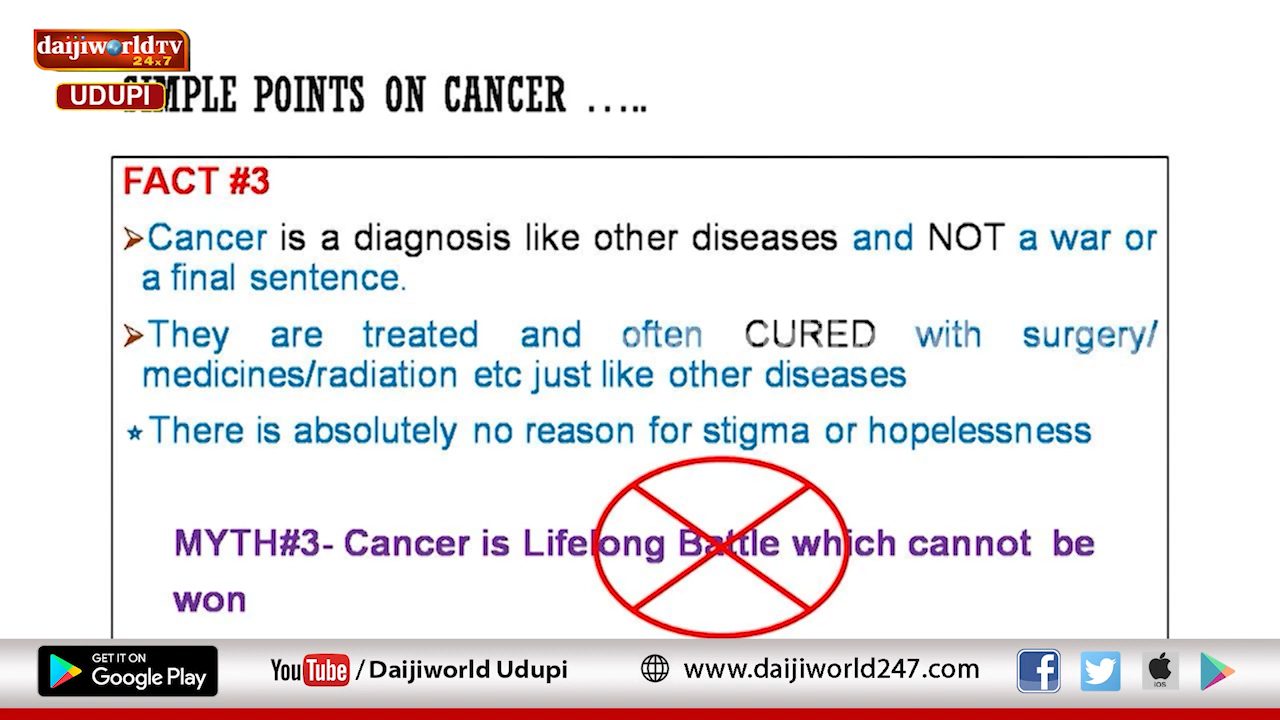 daijiworldTV
24x7
UDUPI
SIMPLE POINTS ON CANCER .....
FACT #3
Cancer is a diagnosis like other diseases and NOT a war or
a final sentence.
They are treated and often CURED with surgery/
medicines/radiation etc just like other diseases
There is absolutely no reason for stigma or hopelessness
MYTH#3- Cancer is Lifelong Battle which cannot be
won
GET IT ON
Google Play
YouTube / Daijiworld Udupi
www.daijiworld247.com
iOS